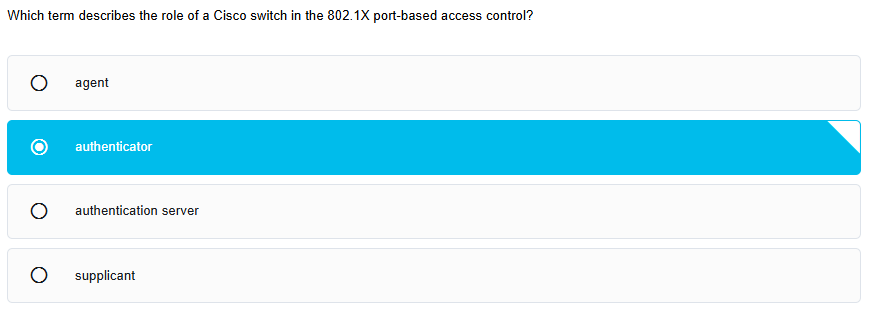 Which term describes the role of a Cisco switch in the 802.1X port-based access control?
agent
authenticator
authentication server
supplicant